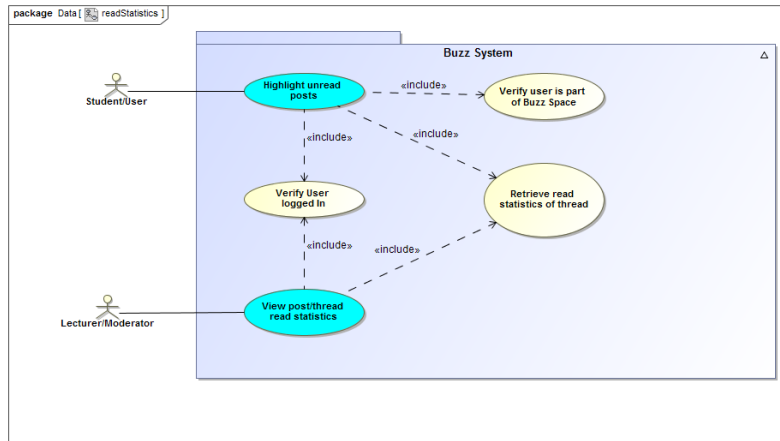 package Data [ readStatistics ]
Buzz System
Highlight unread
posts
«include»
Verify user is part
of Buzz Space
Student/User
«include»
«include»
Verify User
logged In
Retrieve read
statistics of thread
«include»
«include»
View post/thread
read statistics
Lecturer/Moderator